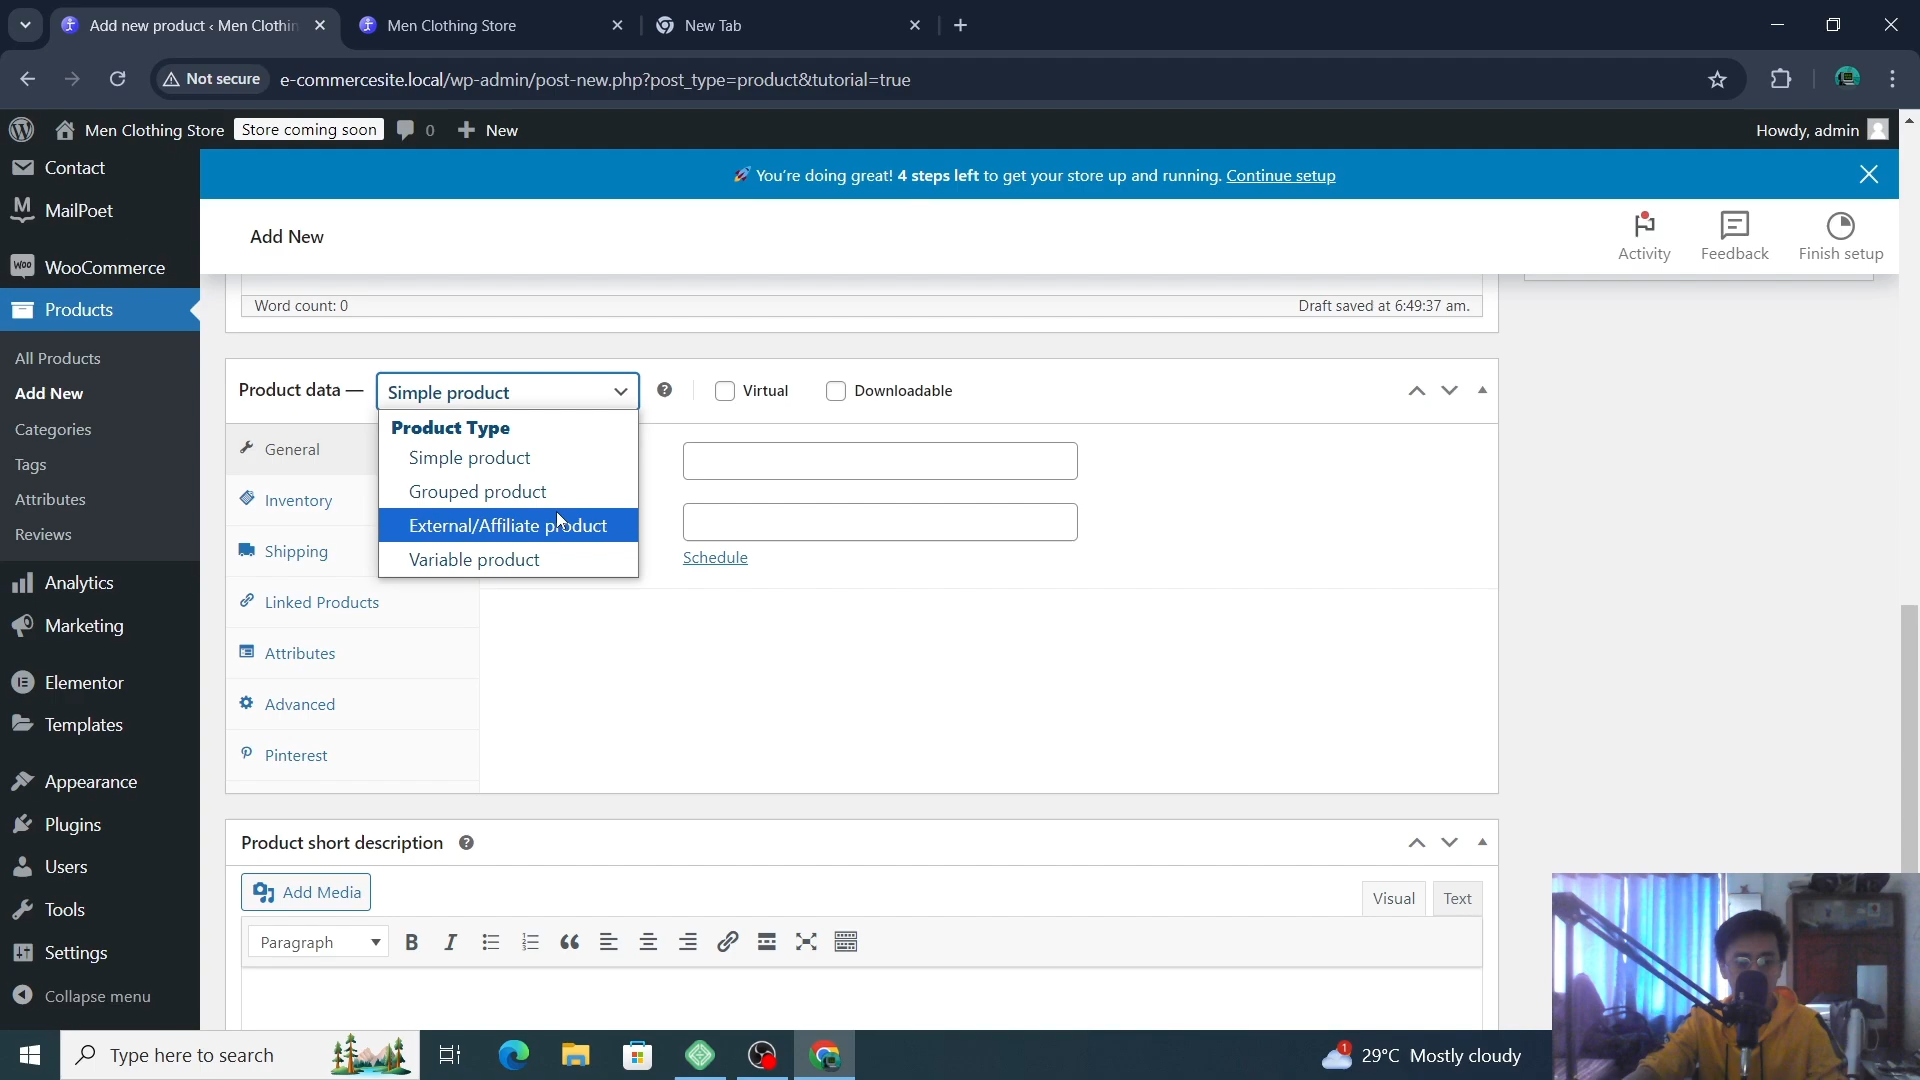 Add new product ‹ Men Clothin
Men Clothing Store
New Tab
Not secure
e-commercesite.local/wp-admin/post-new.php?post_type=product&tutorial=true
Men Clothing Store
Store coming soon
0
New
Howdy, admin
Contact
MailPoet
WooCommerce
Products
All Products
Add New
Categories
Tags
Attributes
Reviews
Analytics
Marketing
Elementor
Templates
Appearance
Plugins
Users
Tools
Settings
Collapse menu
🚀 You're doing great! 4 steps left to get your store up and running. Continue setup
Add New
Activity
Feedback
Finish setup
Word count: 0
Draft saved at 6:49:37 am.
Product data —
Simple product
Virtual
Downloadable
Product Type
Simple product
Grouped product
External/Affiliate product
Variable product
General
Inventory
Shipping
Linked Products
Attributes
Advanced
Pinterest
Schedule
Product short description
Add Media
Visual
Text
Paragraph
Type here to search
1
29°C Mostly cloudy